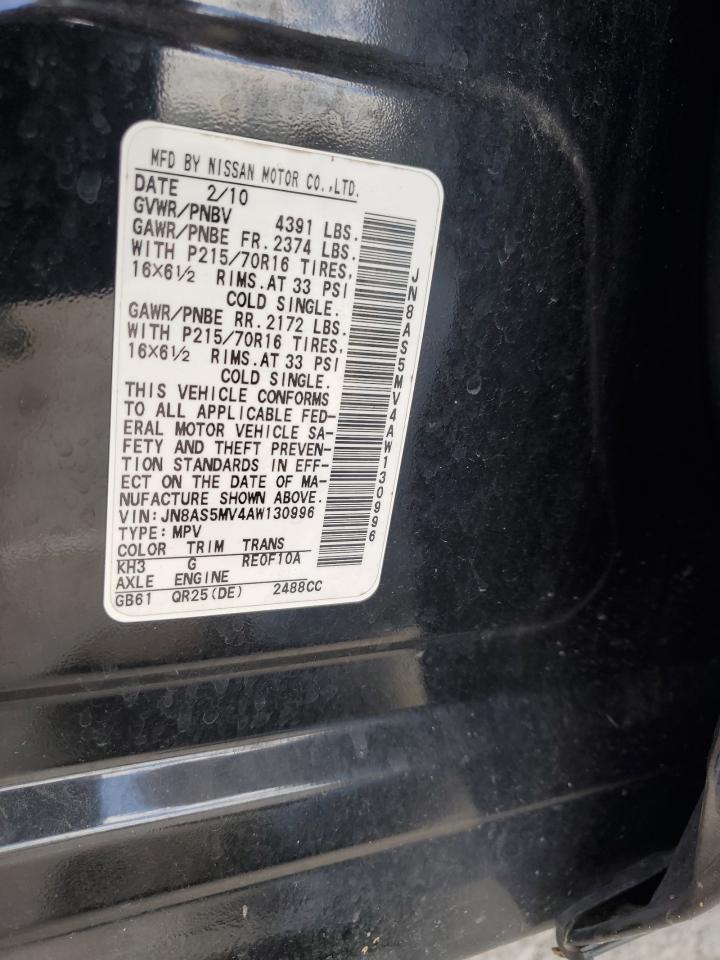 MFD BY NISSAN MOTOR CO.,LTD.
DATE 2/10
GVWR/PNBV 4391 LBS.
GAWR/PNBE FR. 2374 LBS.
WITH P215/70R16 TIRES,
16X6½ RIMS.AT 33 PSI
COLD SINGLE.
GAWR/PNBE RR. 2172 LBS.
WITH P215/70R16 TIRES,
16X6½ RIMS.AT 33 PSI
COLD SINGLE.
THIS VEHICLE CONFORMS
TO ALL APPLICABLE FED-
ERAL MOTOR VEHICLE SA-
FETY AND THEFT PREVEN-
TION STANDARDS IN EFF-
ECT ON THE DATE OF MA-
NUFACTURE SHOWN ABOVE.
VIN:JN8AS5MV4AW130996
TYPE:MPV
COLOR TRIM TRANS
KH3 G RE0F10A
AXLE ENGINE
GB61 QR25(DE) 2488CC
JN8AS5MV4AW130996